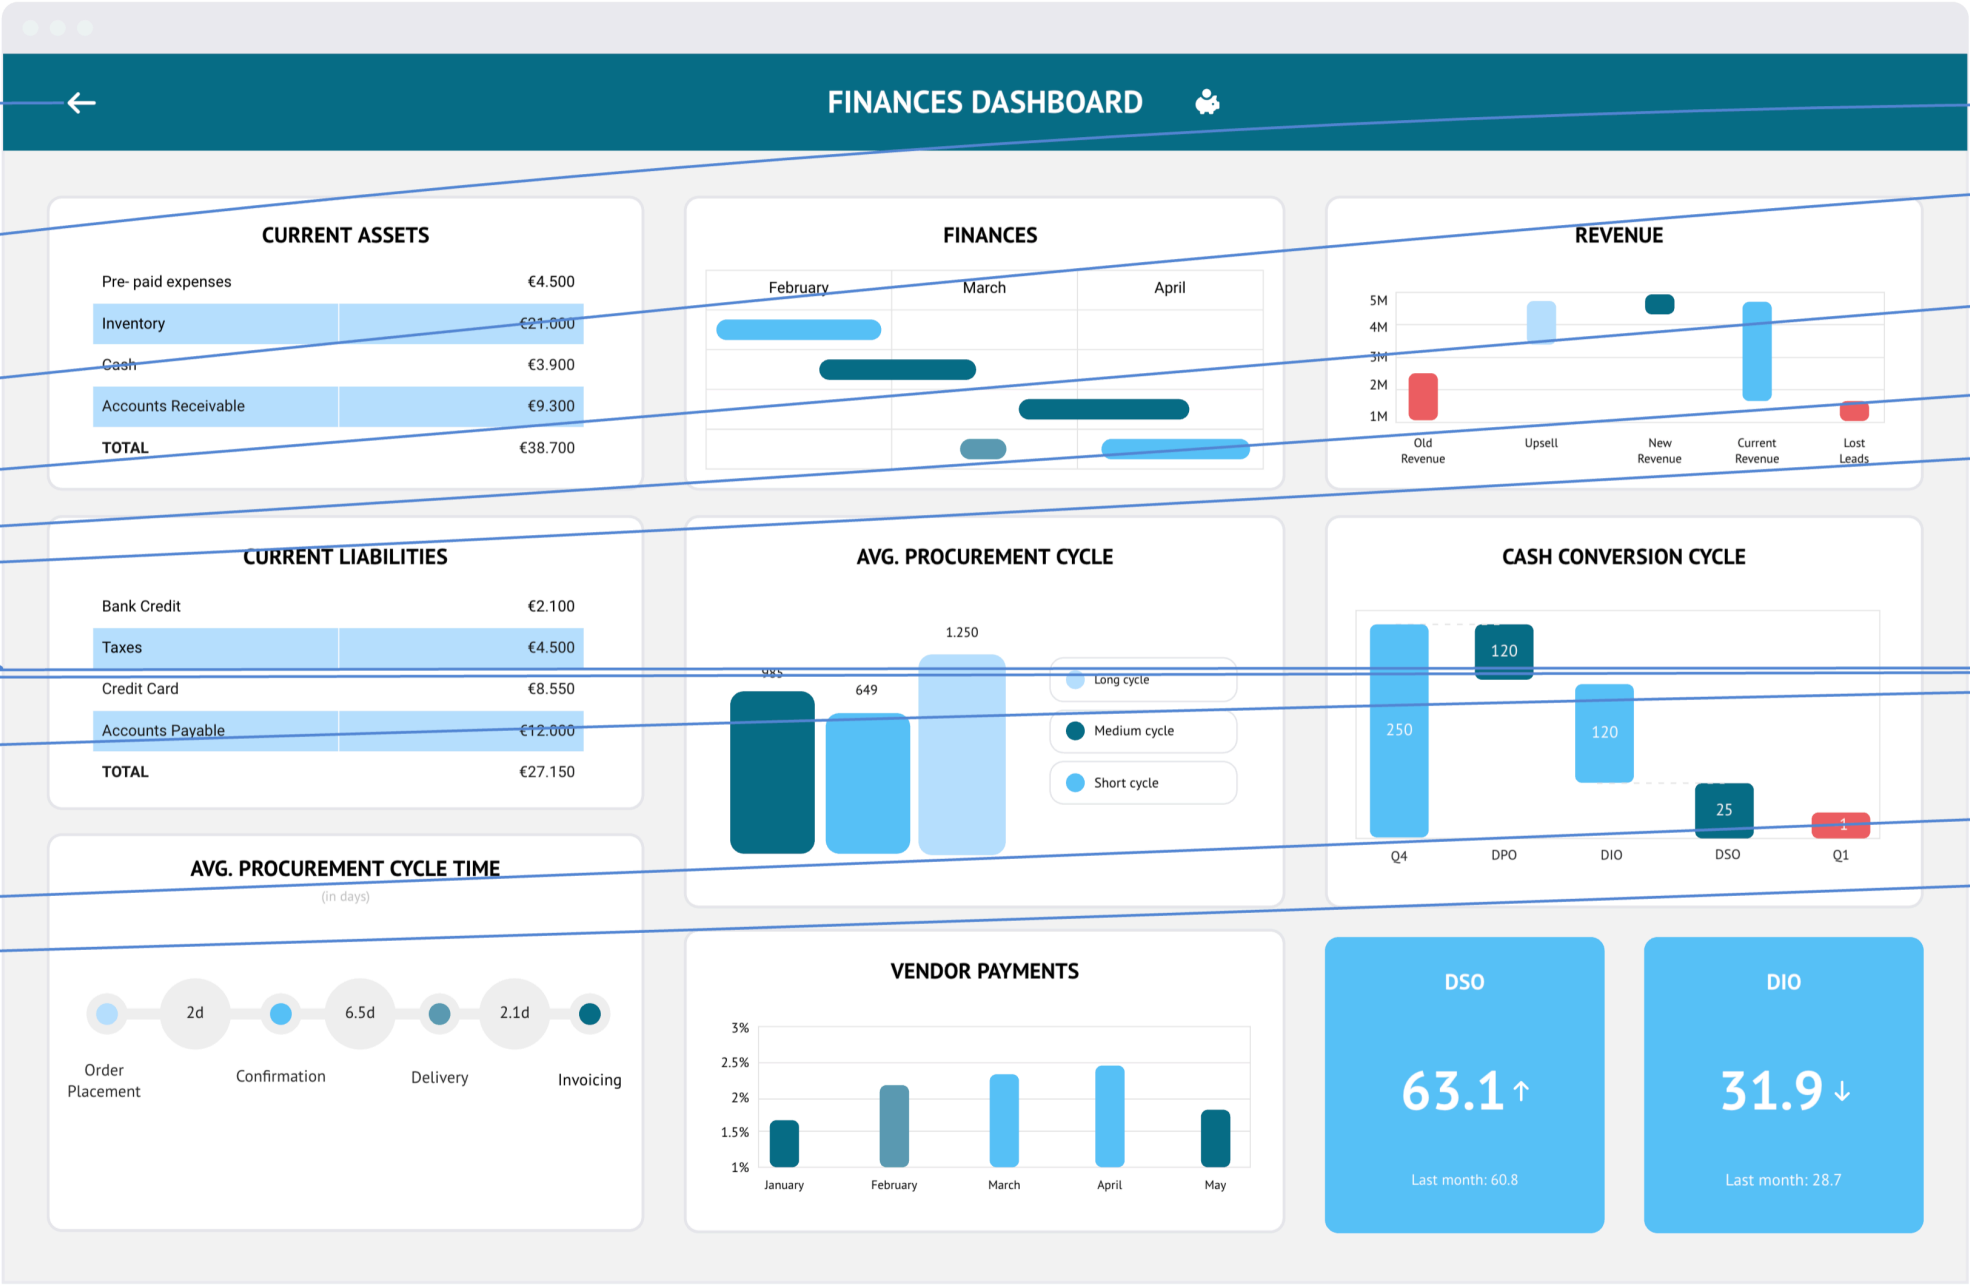 FINANCES DASHBOARD
CURRENT ASSETS
Pre- paid expenses €4.500
Inventory €21.000
Cash €3.900
Accounts Receivable €9.300
TOTAL €38.700
FINANCES
February March April
REVENUE
5M
4M
3M
2M
1M
Old Revenue
Upsell
New Revenue
Current Revenue
Lost Leads
CURRENT LIABILITIES
Bank Credit €2.100
Taxes €4.500
Credit Card €8.550
Accounts Payable €12.000
TOTAL €27.150
AVG. PROCUREMENT CYCLE
985
649
1.250
Long cycle
Medium cycle
Short cycle
CASH CONVERSION CYCLE
250
120
120
25
1
Q4 DPO DIO DSO Q1
AVG. PROCUREMENT CYCLE TIME
(in days)
2d 6.5d 2.1d
Order Placement
Confirmation
Delivery
Invoicing
VENDOR PAYMENTS
3%
2.5%
2%
1.5%
1%
January February March April May
DSO
63.1↑
Last month: 60.8
DIO
31.9↓
Last month: 28.7